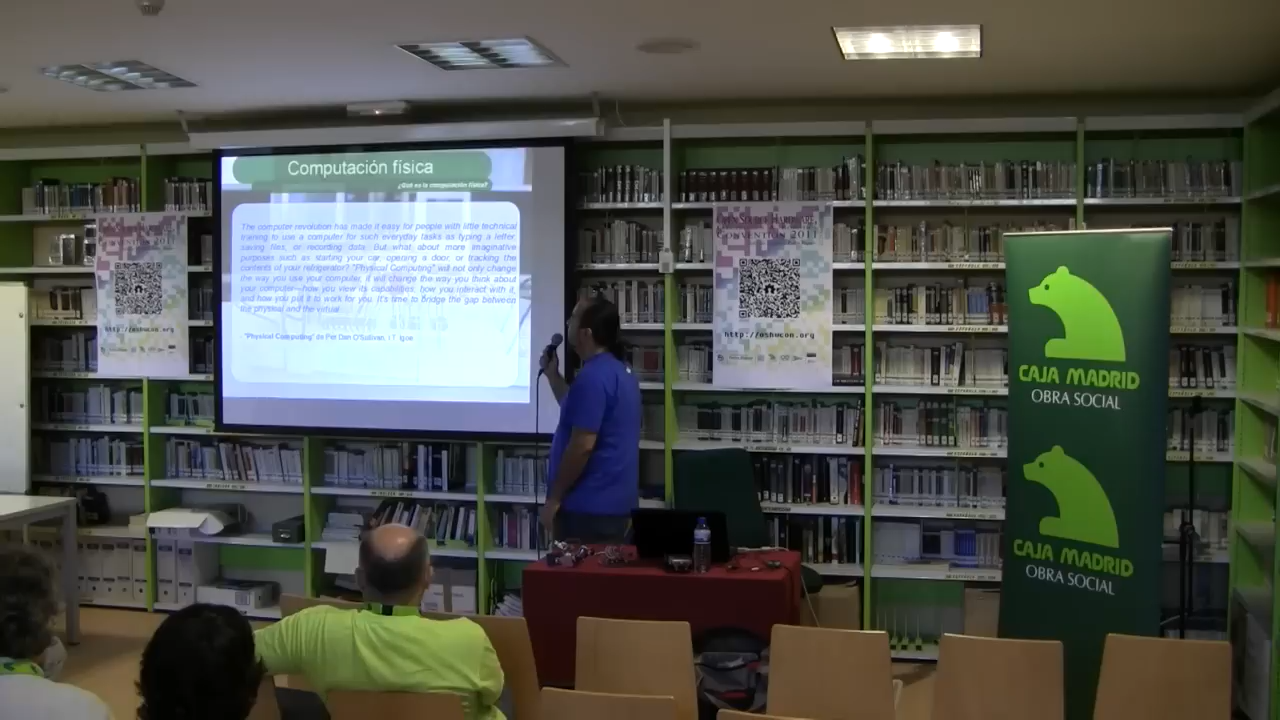 Computación física
¿Qué es la computación física?
The computer revolution has made it easy for people with little technical
training to use a computer for such everyday tasks as typing a letter,
saving files, or recording data. But what about more imaginative
purposes such as starting your car, opening a door, or tracking the
contents of your refrigerator? "Physical Computing" will not only change
the way you use your computer, it will change the way you think about
your computer—how you view its capabilities, how you interact with it,
and how you put it to work for you. It's time to Bridge the gap between
the physical and the virtual
"Physical Computing" de Per Dan O'Sullivan, I.T. Igoe
http://oshwcon.org
Open Source Hardware
Convention 2011
http://oshwcon.org
CAJA MADRID
OBRA SOCIAL
CAJA MADRID
OBRA SOCIAL